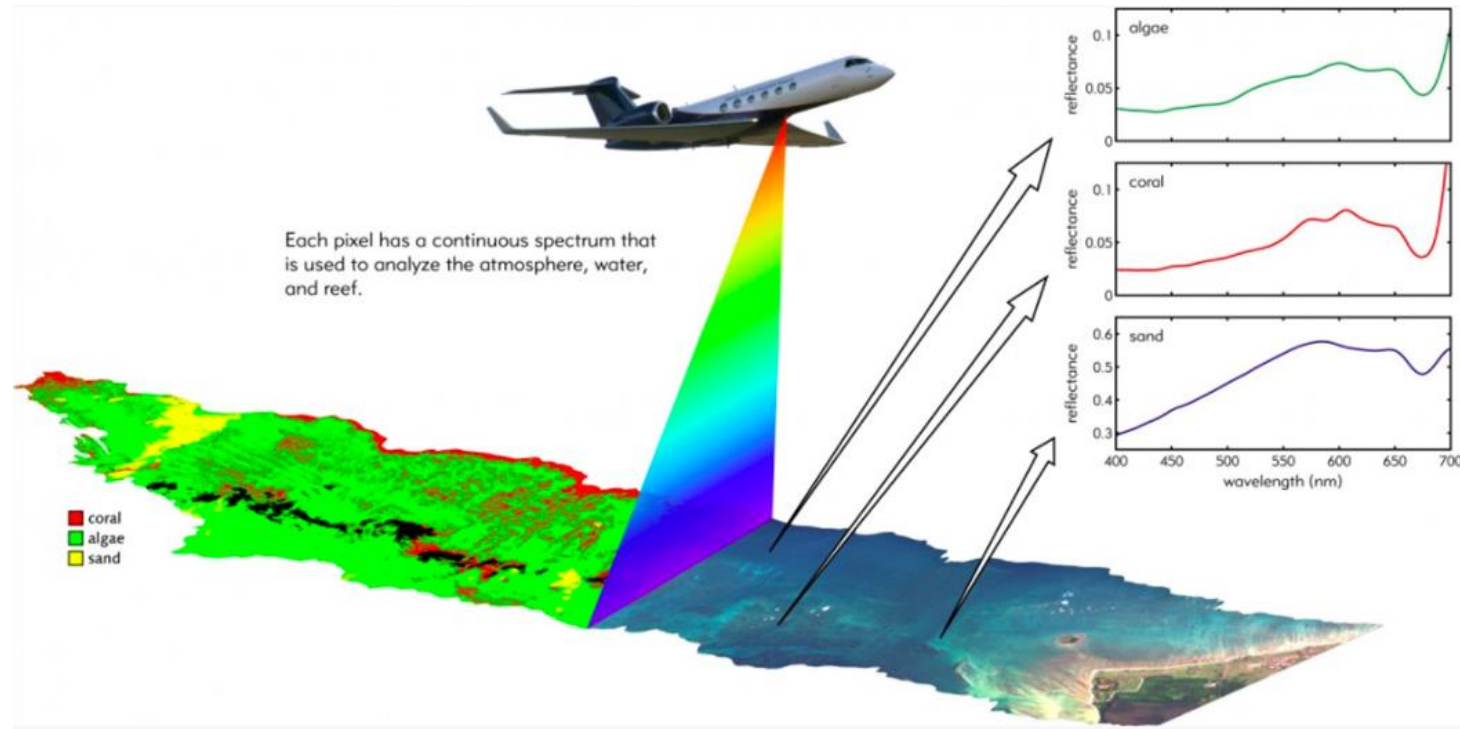 Each pixel has a continuous spectrum that
is used to analyze the atmosphere, water,
and reef.
coral
algae
sand
algae
0.1
0.05
0
reflectance
coral
0.1
0.05
0
reflectance
sand
0.6
0.5
0.4
0.3
reflectance
400 450 500 550 600 650 700
wavelength (nm)